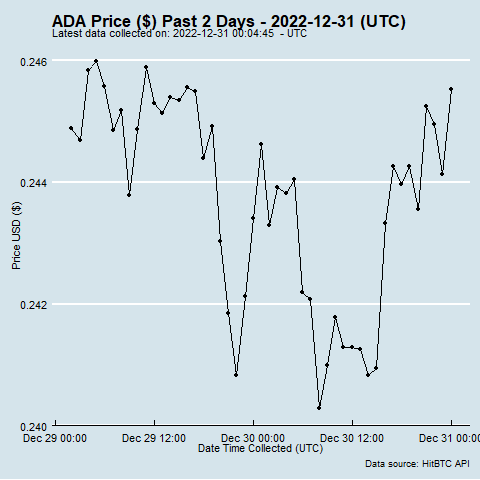 ADA Price ($) Past 2 Days - 2022-12-31 (UTC)
Latest data collected on: 2022-12-31 00:04:45 - UTC
0.246
0.244
0.242
0.240
Price USD ($)
Dec 29 00:00 Dec 29 12:00 Dec 30 00:00 Dec 30 12:00 Dec 31 00:00
Date Time Collected (UTC)
Data source: HitBTC API